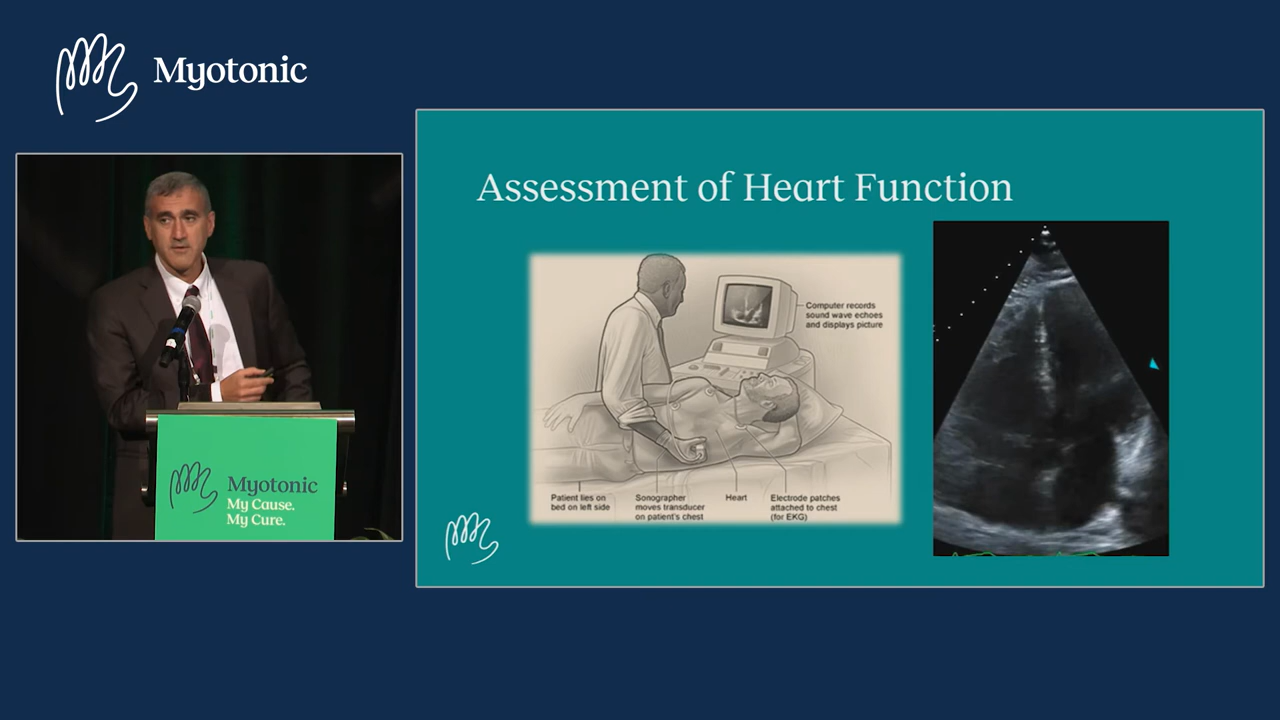 Myotonic
Assessment of Heart Function
Computer records
sound wave echoes
and displays picture
Patient lies on
bed on left side
Sonographer
moves transducer
on patient's chest
Heart
Electrode patches
attached to chest
(for EKG)
Myotonic
My Cause.
My Cure.